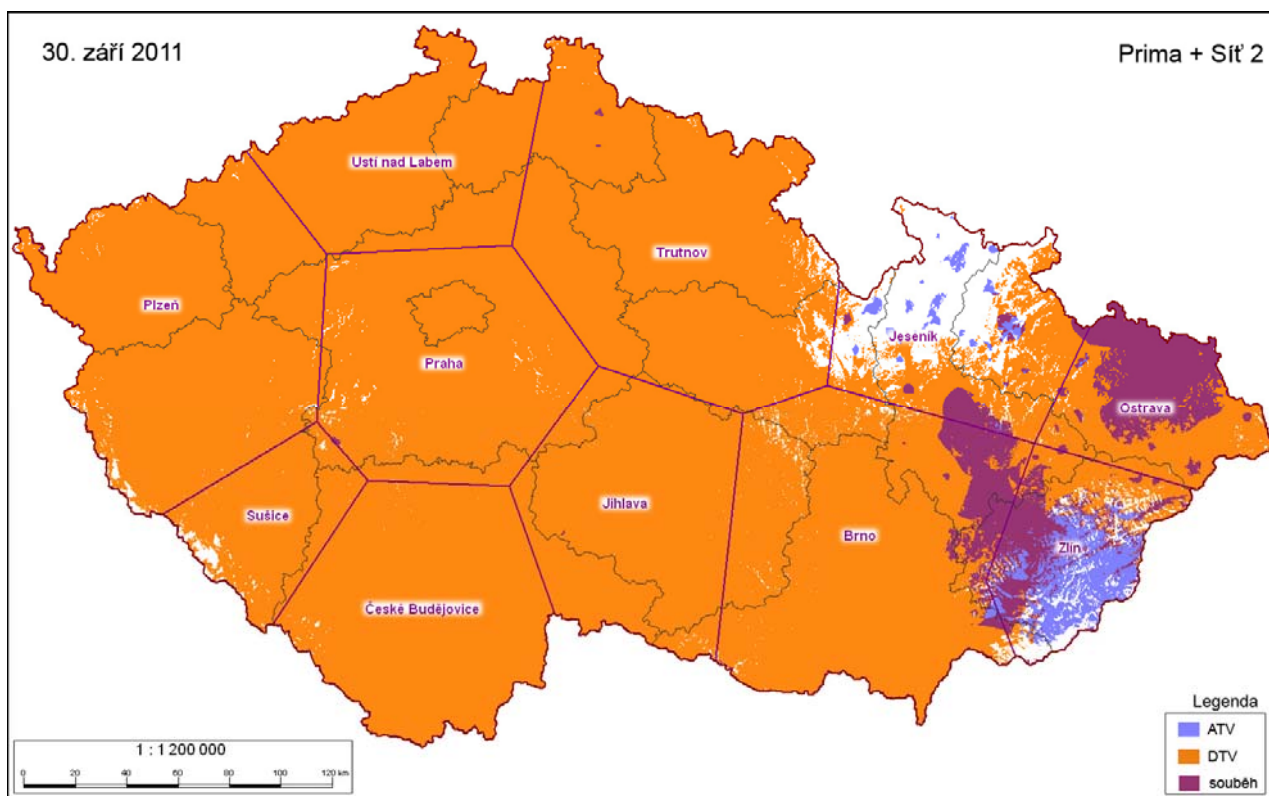 30. září 2011
Prima + Síť 2
Ustí nad Labem
Trutnov
Plzeň
Jeseník
Praha
Ostrava
Sušice
Jihlava
Brno
Zlín
České Budějovice
Legenda
ATV
DTV
souběh
1 : 1 200 000
0 20 40 60 80 100 120 km